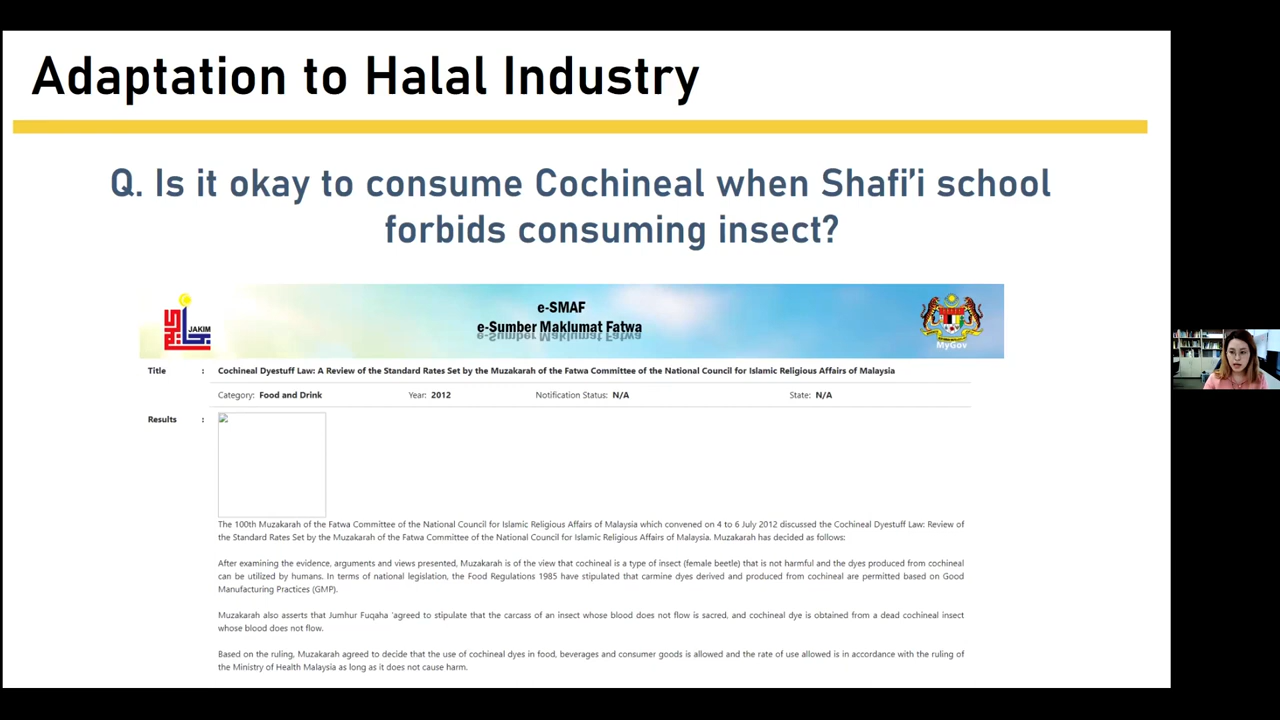 Adaptation to Halal Industry
Q. Is it okay to consume Cochineal when Shafi'i school
forbids consuming insect?
JAKIM
e-SMAF
e-Sumber Maklumat Fatwa
MyGov
Title : Cochineal Dyestuff Law: A Review of the Standard Rates Set by the Muzakarah of the Fatwa Committee of the National Council for Islamic Religious Affairs of Malaysia
Category: Food and Drink Year: 2012 Notification Status: N/A State: N/A
Results :
The 100th Muzakarah of the Fatwa Committee of the National Council for Islamic Religious Affairs of Malaysia which convened on 4 to 6 July 2012 discussed the Cochineal Dyestuff Law: Review of
the Standard Rates Set by the Muzakarah of the Fatwa Committee of the National Council for Islamic Religious Affairs of Malaysia. Muzakarah has decided as follows:
After examining the evidence, arguments and views presented, Muzakarah is of the view that cochineal is a type of insect (female beetle) that is not harmful and the dyes produced from cochineal
can be utilized by humans. In terms of national legislation, the Food Regulations 1985 have stipulated that carmine dyes derived and produced from cochineal are permitted based on Good
Manufacturing Practices (GMP).
Muzakarah also asserts that Jumhur Fuqaha 'agreed to stipulate that the carcass of an insect whose blood does not flow is sacred, and cochineal dye is obtained from a dead cochineal insect
whose blood does not flow.
Based on the ruling, Muzakarah agreed to decide that the use of cochineal dyes in food, beverages and consumer goods is allowed and the rate of use allowed is in accordance with the ruling of
the Ministry of Health Malaysia as long as it does not cause harm.